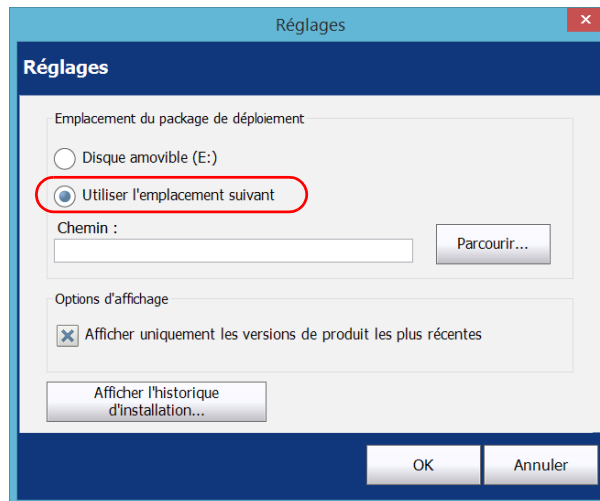 Réglages
Réglages
Emplacement du package de déploiement
Disque amovible (E:)
Utiliser l'emplacement suivant
Chemin :
Parcourir...
Options d'affichage
Afficher uniquement les versions de produit les plus récentes
Afficher l'historique
d'installation...
OK
Annuler